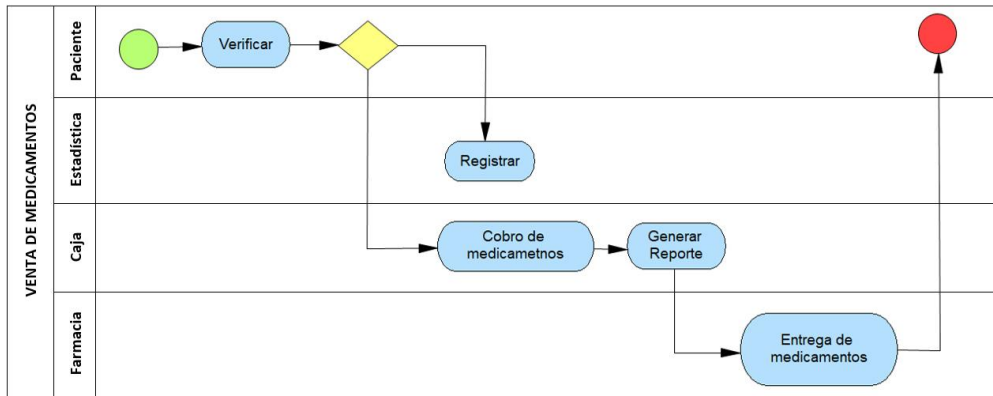 VENTA DE MEDICAMENTOS
Paciente
Verificar
Estadística
Registrar
Caja
Cobro de
medicametnos
Generar
Reporte
Farmacia
Entrega de
medicamentos